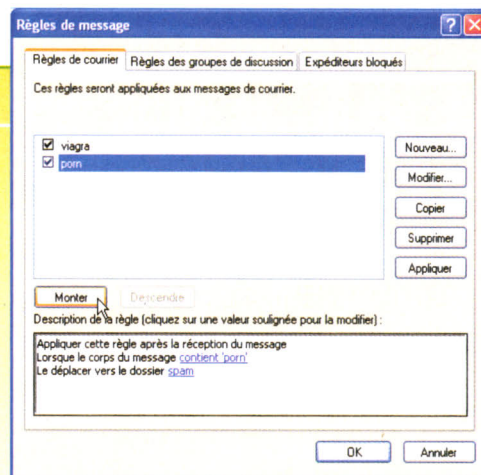 Règles de message
Règles de courrier Règles des groupes de discussion Expéditeurs bloqués
Ces règles seront appliquées aux messages de courrier.
viagra
porn
Nouveau...
Modifier...
Copier
Supprimer
Appliquer
Monter Descendre
Description de la règle (cliquez sur une valeur soulignée pour la modifier) :
Appliquer cette règle après la réception du message
Lorsque le corps du message contient 'porn'
Le déplacer vers le dossier spam
OK Annuler